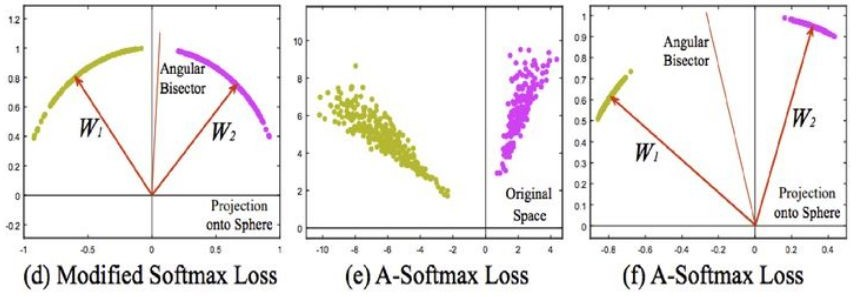 1.2
1
0.8
0.6
0.4
0.2
0
-0.2
-1
-0.5
0
0.5
1
Angular
Bisector
W1
W2
Projection
onto Sphere
(d) Modified Softmax Loss
10
8
6
4
2
0
-10
-8
-6
-4
-2
0
2
4
Original
Space
(e) A-Softmax Loss
1
0.9
0.8
0.7
0.6
0.5
0.4
0.3
0.2
0.1
0
-0.8
-0.6
-0.4
-0.2
0
0.2
0.4
Angular
Bisector
W1
W2
Projection
onto Sphere
(f) A-Softmax Loss